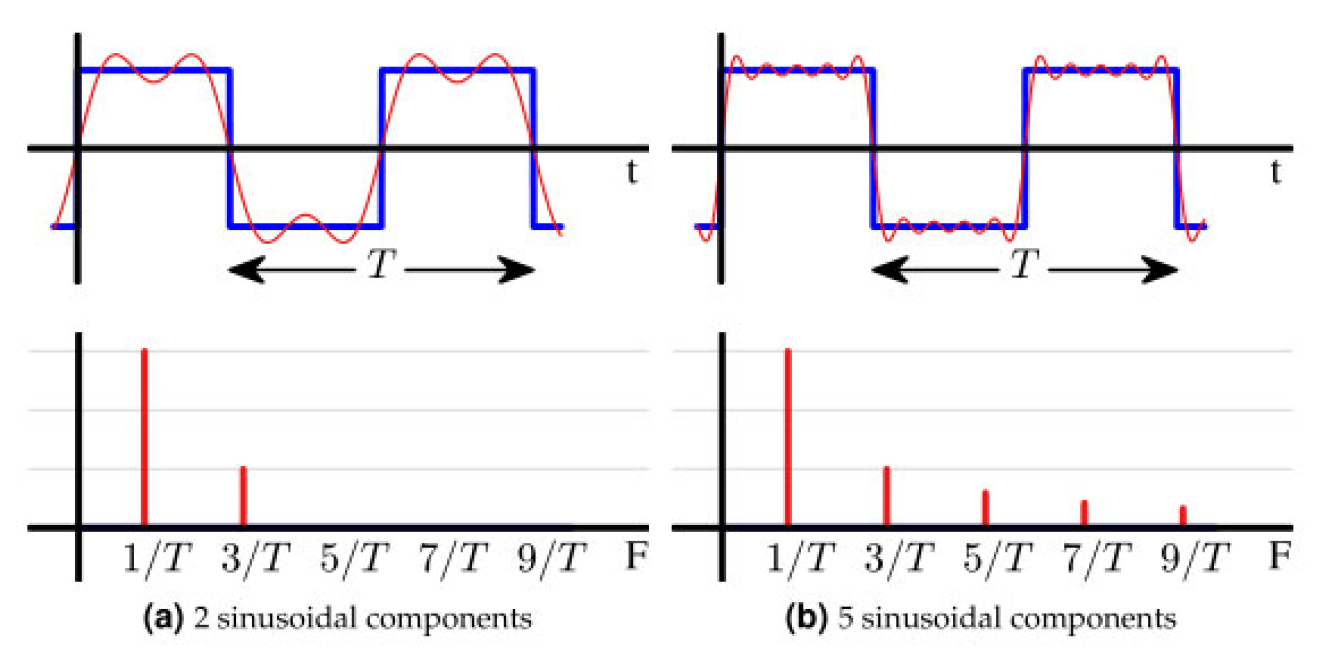 t
T
t
T
1/T 3/T 5/T 7/T 9/T F
1/T 3/T 5/T 7/T 9/T F
(a) 2 sinusoidal components
(b) 5 sinusoidal components